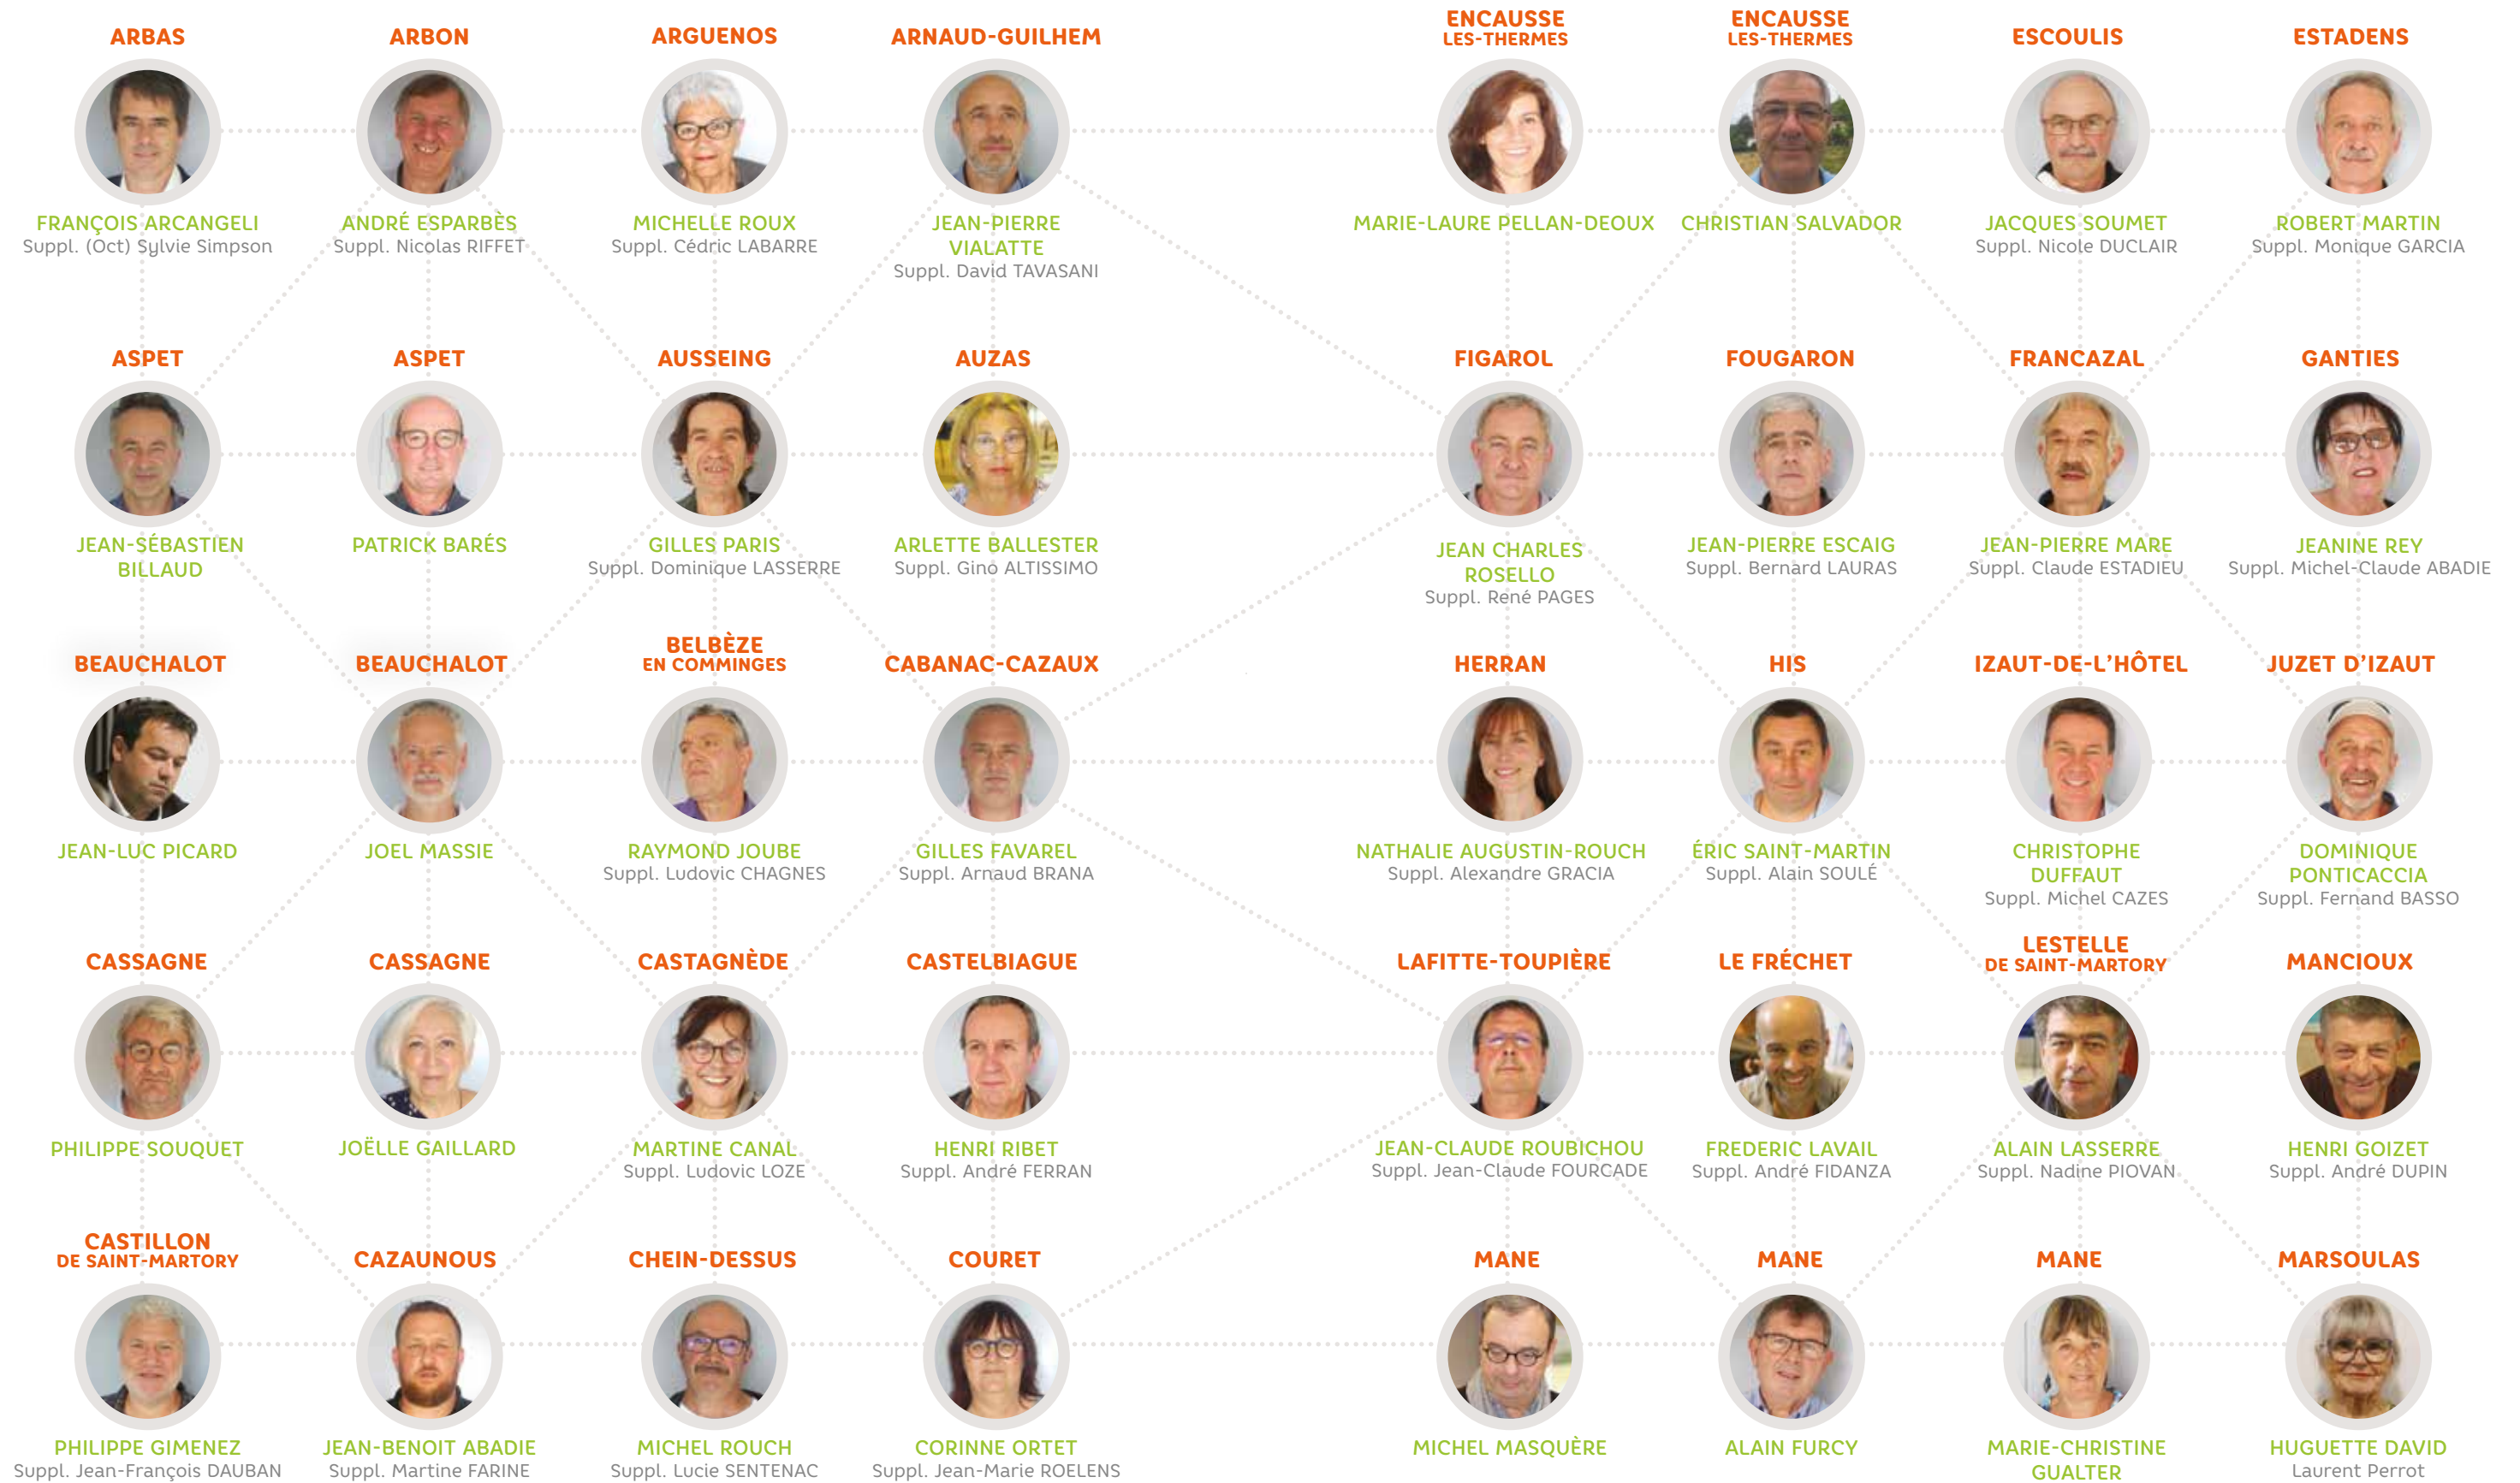 ARBAS
FRANÇOIS ARCANGELI
Suppl. (Oct) Sylvie Simpson
ARBON
ANDRÉ ESPARBÈS
Suppl. Nicolas RIFFET
ARGUENOS
MICHELLE ROUX
Suppl. Cédric LABARRE
ARNAUD-GUILHEM
JEAN-PIERRE
VIALATTE
Suppl. David TAVASANI
ENCAUSSE
LES-THERMES
MARIE-LAURE PELLAN-DEOUX
ENCAUSSE
LES-THERMES
CHRISTIAN SALVADOR
ESCOULIS
JACQUES SOUMET
Suppl. Nicole DUCLAIR
ESTADENS
ROBERT MARTIN
Suppl. Monique GARCIA
ASPET
JEAN-SÉBASTIEN
BILLAUD
ASPET
PATRICK BARÉS
AUSSEING
GILLES PARIS
Suppl. Dominique LASSERRE
AUZAS
ARLETTE BALLESTER
Suppl. Gino ALTISSIMO
FIGAROL
JEAN CHARLES
ROSELLO
Suppl. René PAGES
FOUGARON
JEAN-PIERRE ESCAIG
Suppl. Bernard LAURAS
FRANCAZAL
JEAN-PIERRE MARE
Suppl. Claude ESTADIEU
GANTIES
JEANINE REY
Suppl. Michel-Claude ABADIE
BEAUCHALOT
JEAN-LUC PICARD
BEAUCHALOT
JOEL MASSIE
BELBÈZE
EN COMMINGES
RAYMOND JOUBE
Suppl. Ludovic CHAGNES
CABANAC-CAZAUX
GILLES FAVAREL
Suppl. Arnaud BRANA
HERRAN
NATHALIE AUGUSTIN-ROUCH
Suppl. Alexandre GRACIA
HIS
ÉRIC SAINT-MARTIN
Suppl. Alain SOULÉ
IZAUT-DE-L'HÔTEL
CHRISTOPHE
DUFFAUT
Suppl. Michel CAZES
JUZET D'IZAUT
DOMINIQUE
PONTICACCIA
Suppl. Fernand BASSO
CASSAGNE
PHILIPPE SOUQUET
CASSAGNE
JOËLLE GAILLARD
CASTAGNÈDE
MARTINE CANAL
Suppl. Ludovic LOZE
CASTELBIAGUE
HENRI RIBET
Suppl. André FERRAN
LAFITTE-TOUPIÈRE
JEAN-CLAUDE ROUBICHOU
Suppl. Jean-Claude FOURCADE
LE FRÉCHET
FREDERIC LAVAIL
Suppl. André FIDANZA
LESTELLE
DE SAINT-MARTORY
ALAIN LASSERRE
Suppl. Nadine PIOVAN
MANCIOUX
HENRI GOIZET
Suppl. André DUPIN
CASTILLON
DE SAINT-MARTORY
PHILIPPE GIMENEZ
Suppl. Jean-François DAUBAN
CAZAUNOUS
JEAN-BENOIT ABADIE
Suppl. Martine FARINE
CHEIN-DESSUS
MICHEL ROUCH
Suppl. Lucie SENTENAC
COURET
CORINNE ORTET
Suppl. Jean-Marie ROELENS
MANE
MICHEL MASQUÈRE
MANE
ALAIN FURCY
MANE
MARIE-CHRISTINE
GUALTER
MARSOULAS
HUGUETTE DAVID
Laurent Perrot